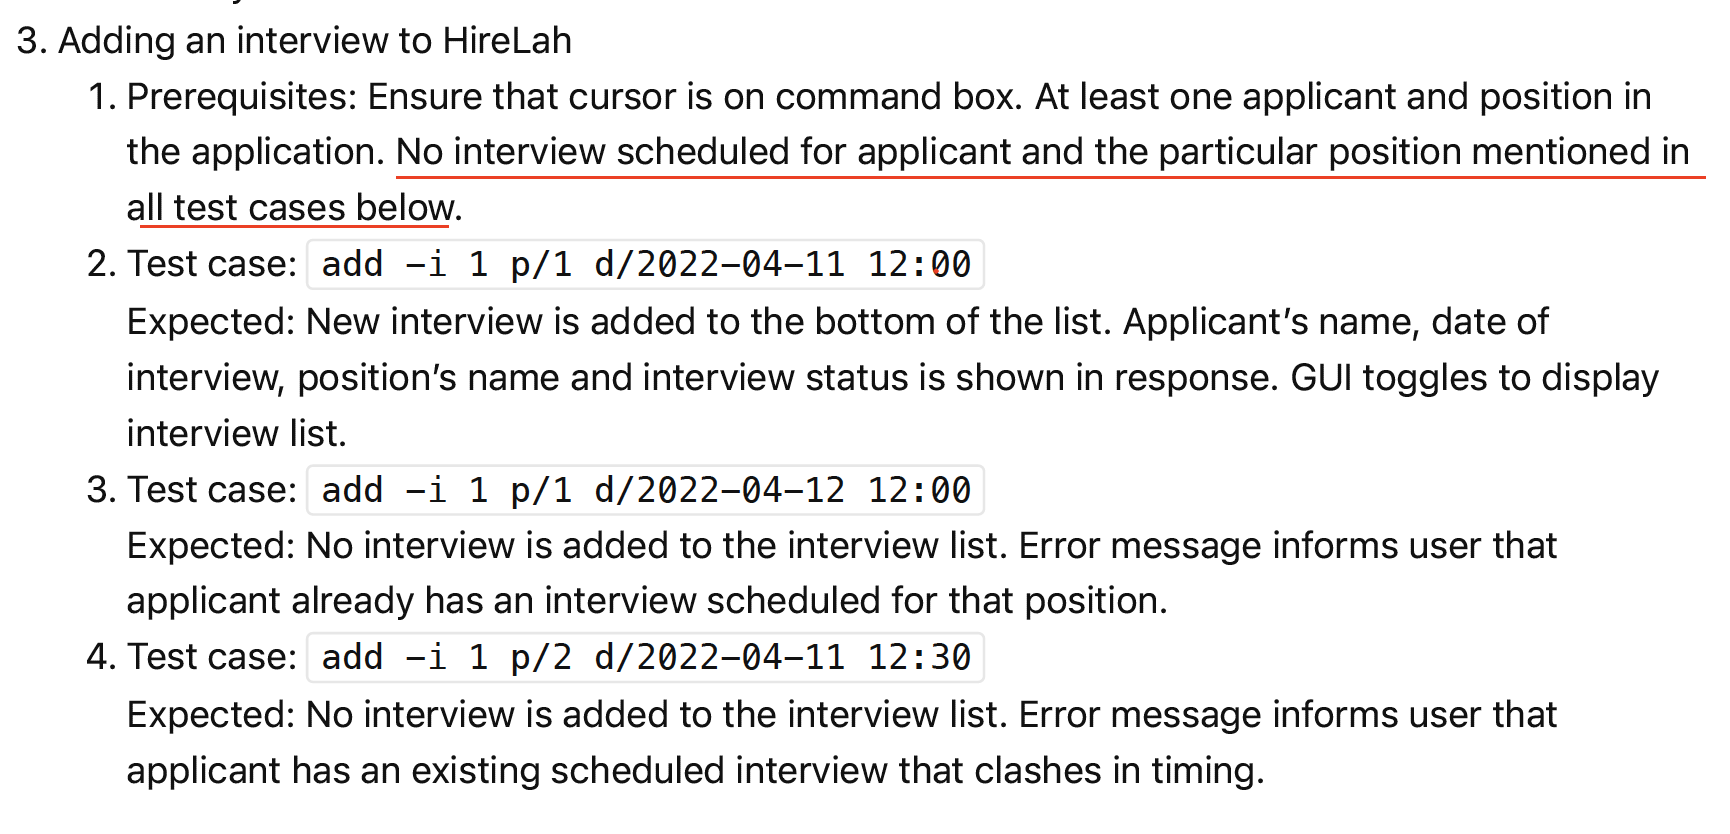 3. Adding an interview to HireLah
1. Prerequisites: Ensure that cursor is on command box. At least one applicant and position in
the application. No interview scheduled for applicant and the particular position mentioned in
all test cases below.
2. Test case: add -i 1 p/1 d/2022-04-11 12:00
Expected: New interview is added to the bottom of the list. Applicant’s name, date of
interview, position’s name and interview status is shown in response. GUI toggles to display
interview list.
3. Test case: add -i 1 p/1 d/2022-04-12 12:00
Expected: No interview is added to the interview list. Error message informs user that
applicant already has an interview scheduled for that position.
4. Test case: add -i 1 p/2 d/2022-04-11 12:30
Expected: No interview is added to the interview list. Error message informs user that
applicant has an existing scheduled interview that clashes in timing.